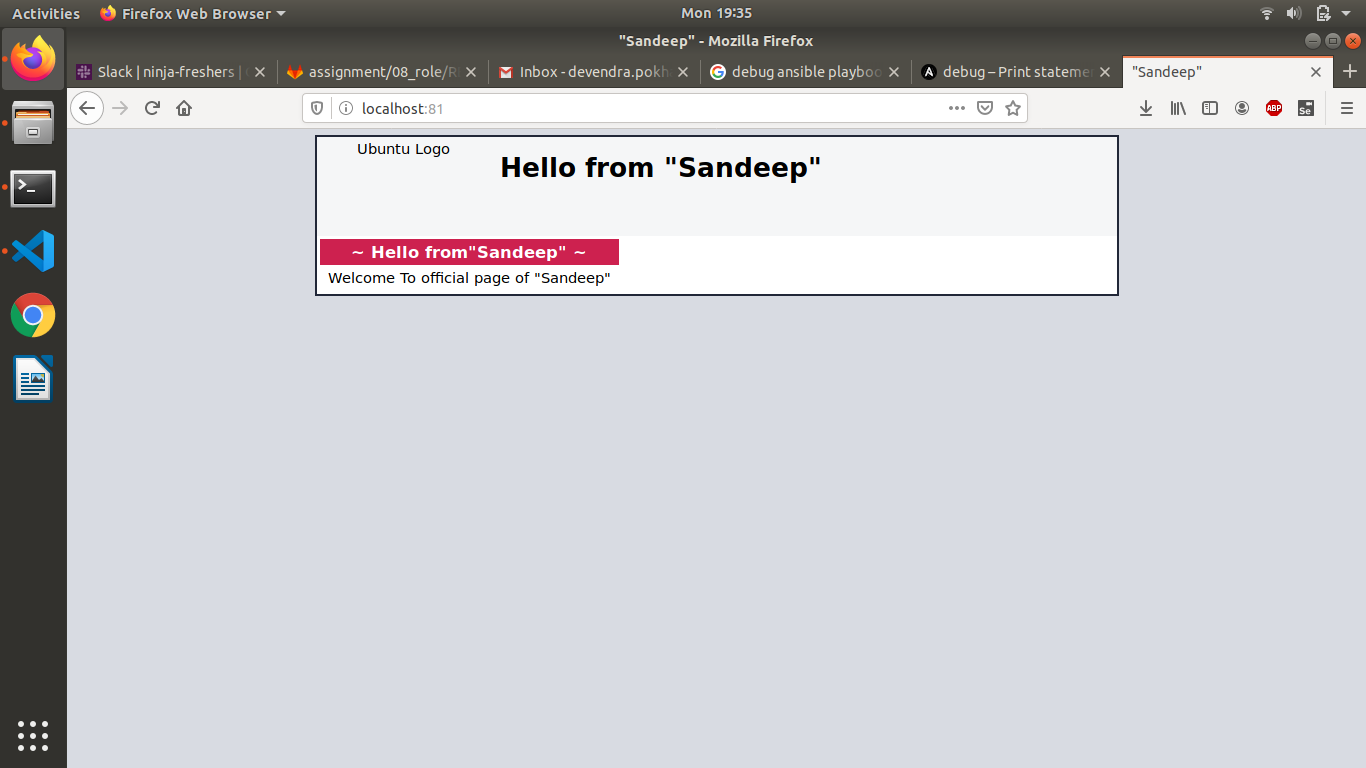 Activities Firefox Web Browser Mon 19:35
"Sandeep" - Mozilla Firefox
Slack | ninja-freshers | assignment/08_role/R Inbox - devendra.pokh debug ansible playboo debug – Print stateme "Sandeep"
localhost:81 ABP Se
Ubuntu Logo
Hello from "Sandeep"
~ Hello from"Sandeep" ~
Welcome To official page of "Sandeep"